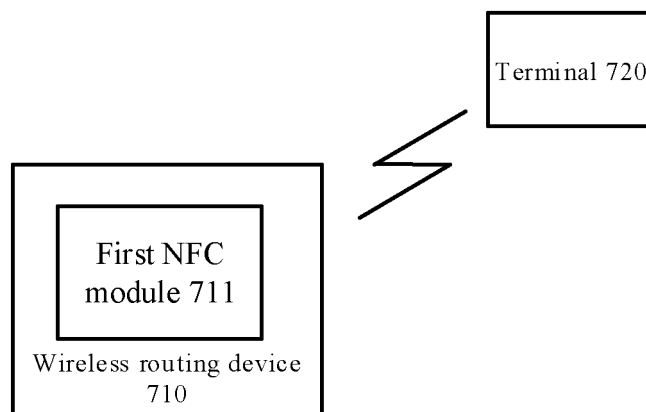 Terminal 720
First NFC
module 711
Wireless routing device
710